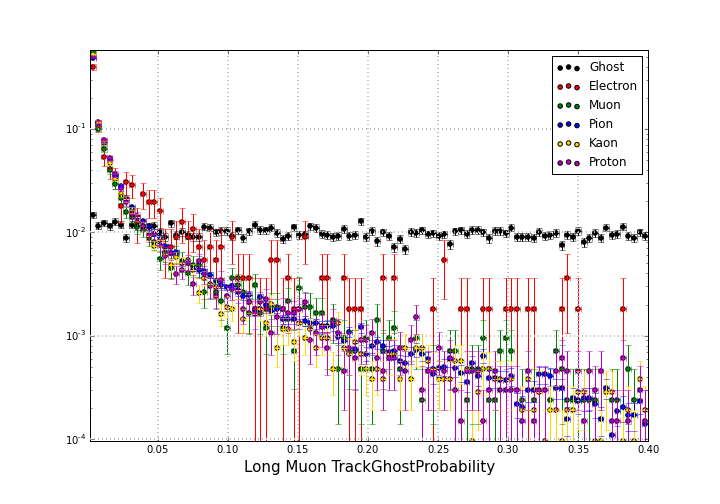 Ghost
Electron
Muon
Pion
Kaon
Proton
10^-1
10^-2
10^-3
10^-4
0.05 0.10 0.15 0.20 0.25 0.30 0.35 0.40
Long Muon TrackGhostProbability